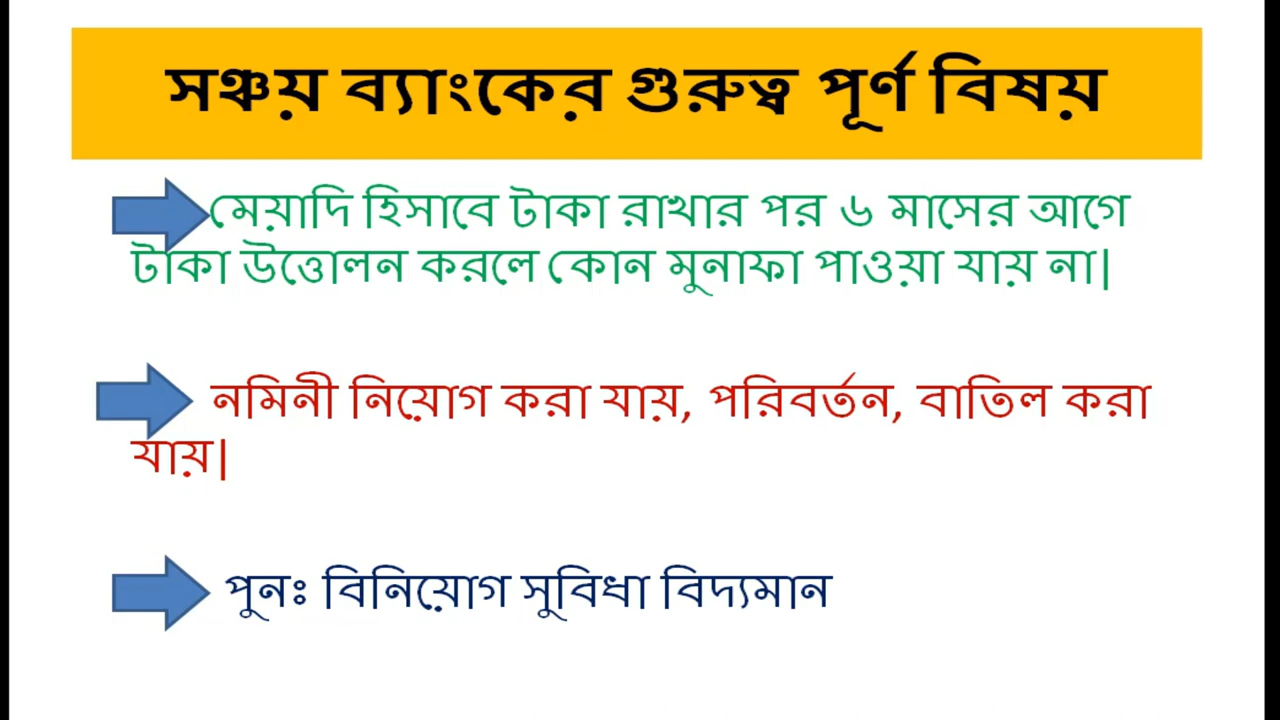 সঞ্চয় ব্যাংকের গুরুত্ব পূর্ণ বিষয়
মেয়াদি হিসাবে টাকা রাখার পর ৬ মাসের আগে
টাকা উত্তোলন করলে কোন মুনাফা পাওয়া যায় না|
নমিনী নিয়োগ করা যায়, পরিবর্তন, বাতিল করা
যায়|
পুনঃ বিনিয়োগ সুবিধা বিদ্যমান